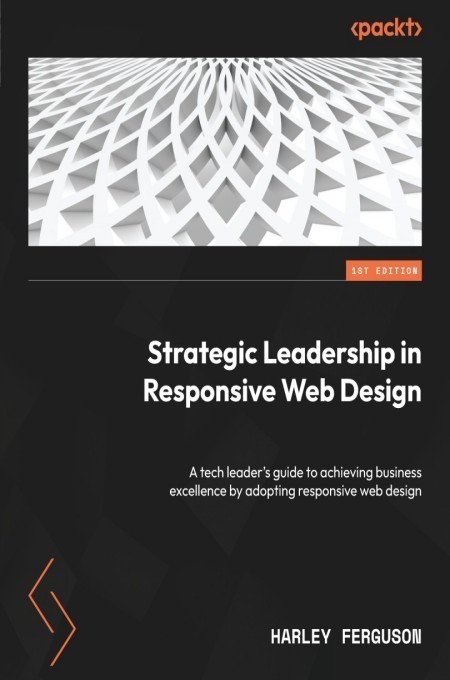 <packt>
1ST EDITION
Strategic Leadership in
Responsive Web Design
A tech leader's guide to achieving business
excellence by adopting responsive web design
HARLEY FERGUSON